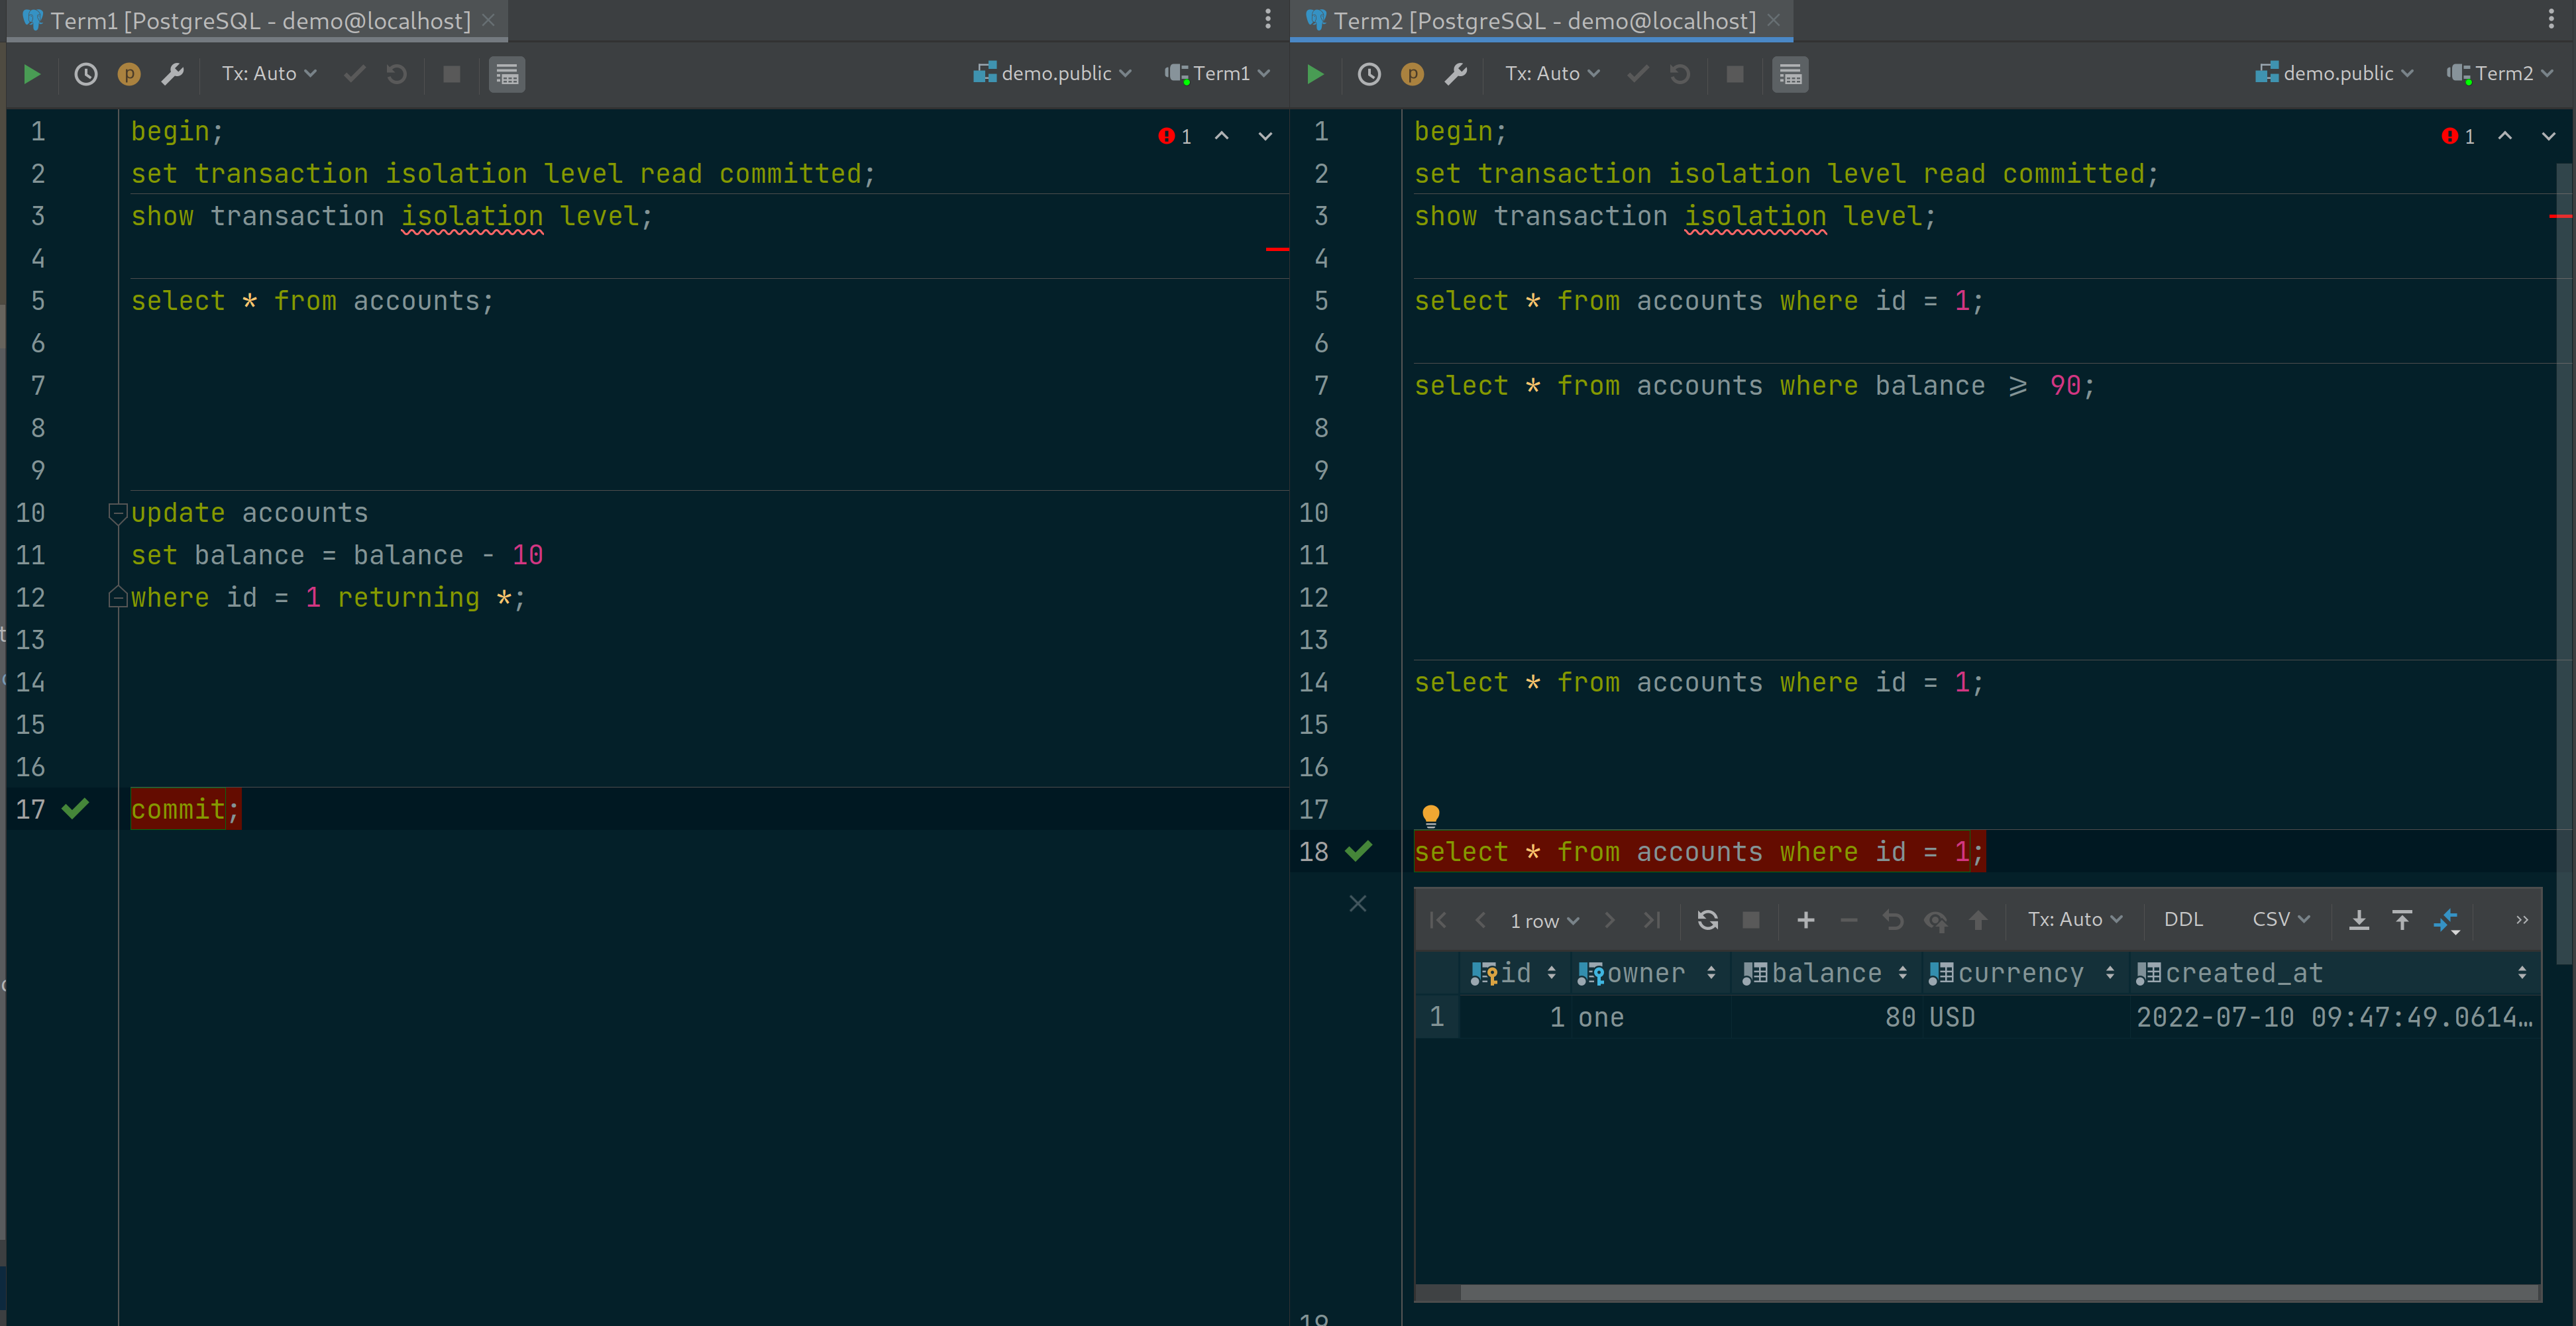 Term1 [PostgreSQL - demo@localhost]
Tx: Auto
demo.public
Term1
1
1 begin;
2 set transaction isolation level read committed;
3 show transaction isolation level;
4
5 select * from accounts;
6
7
8
9
10 update accounts
11 set balance = balance - 10
12 where id = 1 returning *;
13
14
15
16
17 commit;
Term2 [PostgreSQL - demo@localhost]
Tx: Auto
demo.public
Term2
1
1 begin;
2 set transaction isolation level read committed;
3 show transaction isolation level;
4
5 select * from accounts where id = 1;
6
7 select * from accounts where balance ⩾ 90;
8
9
10
11
12
13
14 select * from accounts where id = 1;
15
16
17
18 select * from accounts where id = 1;
1 row Tx: Auto DDL CSV
id owner balance currency created_at
1 1 one 80 USD 2022-07-10 09:47:49.0614…
19